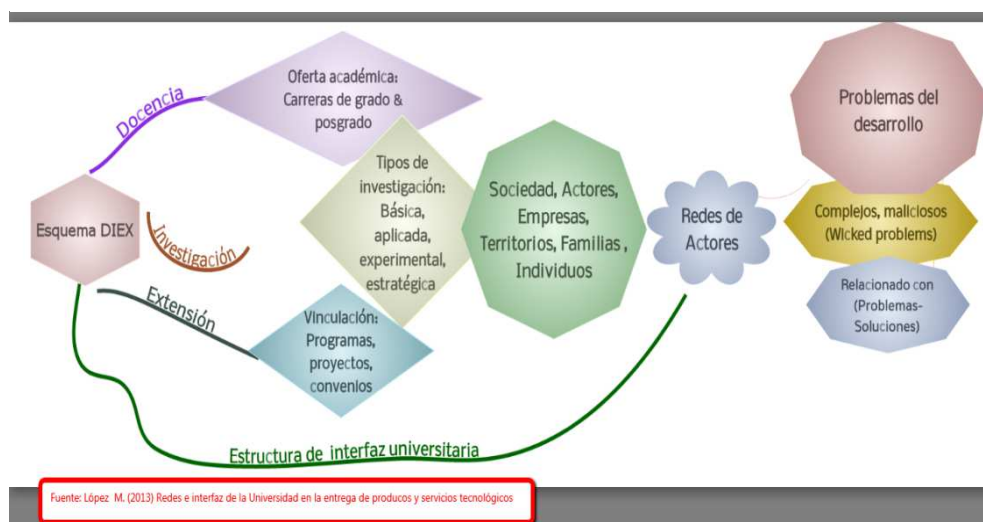 Docencia
Oferta académica:
Carreras de grado &
posgrado
Esquema DIEX
Investigación
Tipos de
investigación:
Básica,
aplicada,
experimental,
estratégica
Extensión
Vinculación:
Programas,
proyectos,
convenios
Sociedad, Actores,
Empresas,
Territorios, Familias ,
Individuos
Redes de
Actores
Problemas del
desarrollo
Complejos, maliciosos
(Wicked problems)
Relacionado con
(Problemas-
Soluciones)
Estructura de interfaz universitaria
Fuente: López M. (2013) Redes e interfaz de la Universidad en la entrega de producos y servicios tecnológicos